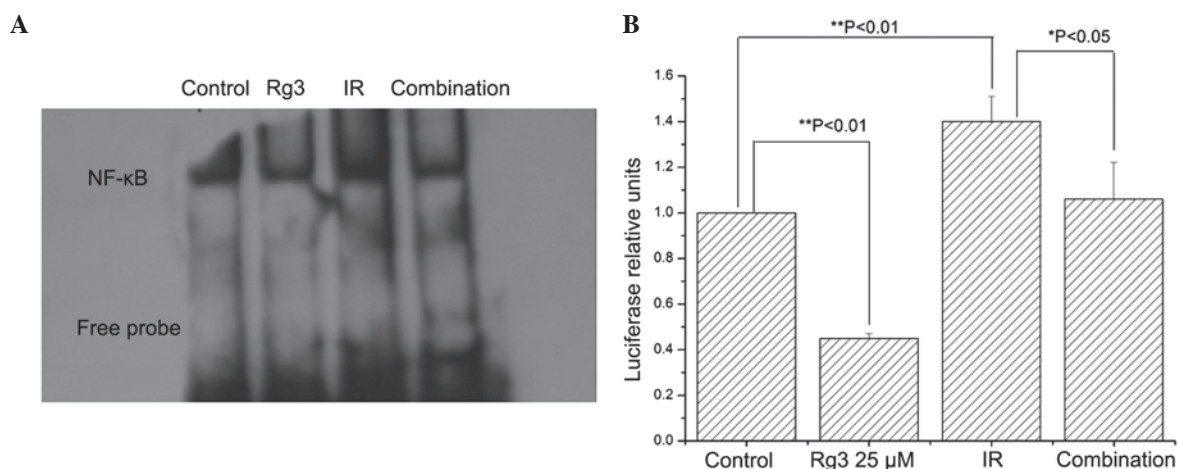 A
Control Rg3 IR Combination
NF-κB
Free probe
B
**P<0.01
*P<0.05
**P<0.01
Luciferase relative units
1.6
1.4
1.2
1.0
0.8
0.6
0.4
0.2
0.0
Control Rg3 25 μM IR Combination